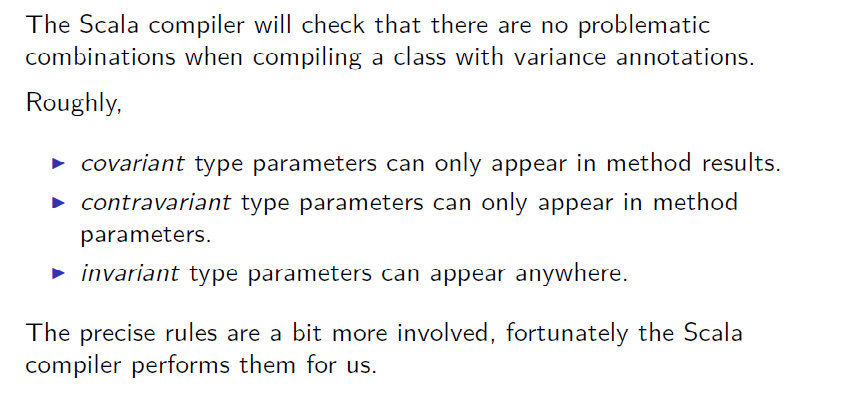 The Scala compiler will check that there are no problematic
combinations when compiling a class with variance annotations.
Roughly,
▶ covariant type parameters can only appear in method results.
▶ contravariant type parameters can only appear in method
parameters.
▶ invariant type parameters can appear anywhere.
The precise rules are a bit more involved, fortunately the Scala
compiler performs them for us.